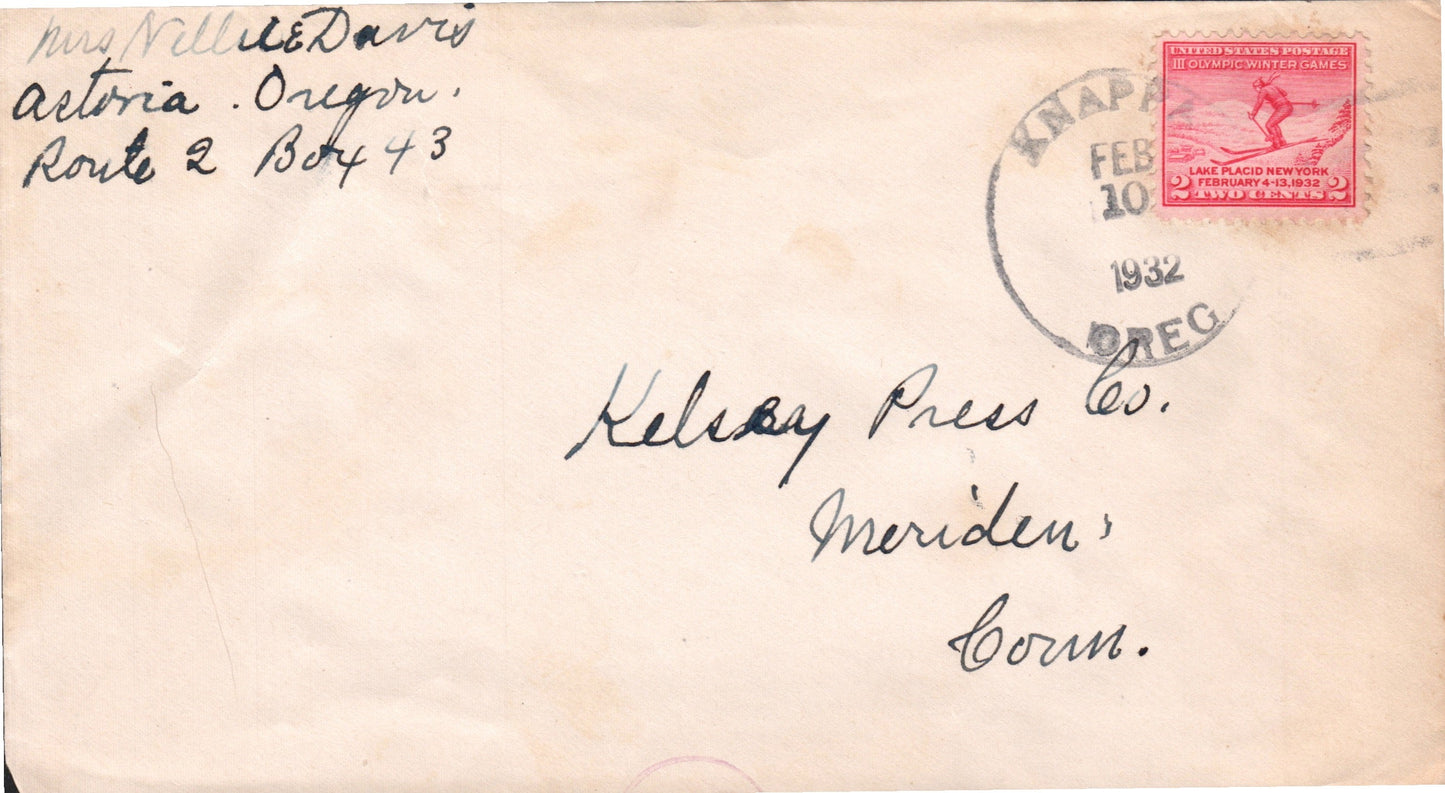 Mrs Nellie E Davis
Astoria. Oregon.
Route 2 Box 43
UNITED STATES POSTAGE
III OLYMPIC WINTER GAMES
LAKE PLACID NEW YORK
FEBRUARY 4-13, 1932
2 TWO CENTS 2
KNAPPA
FEB
10
1932
OREG
Kelsey Press Co.
Meriden,
Conn.